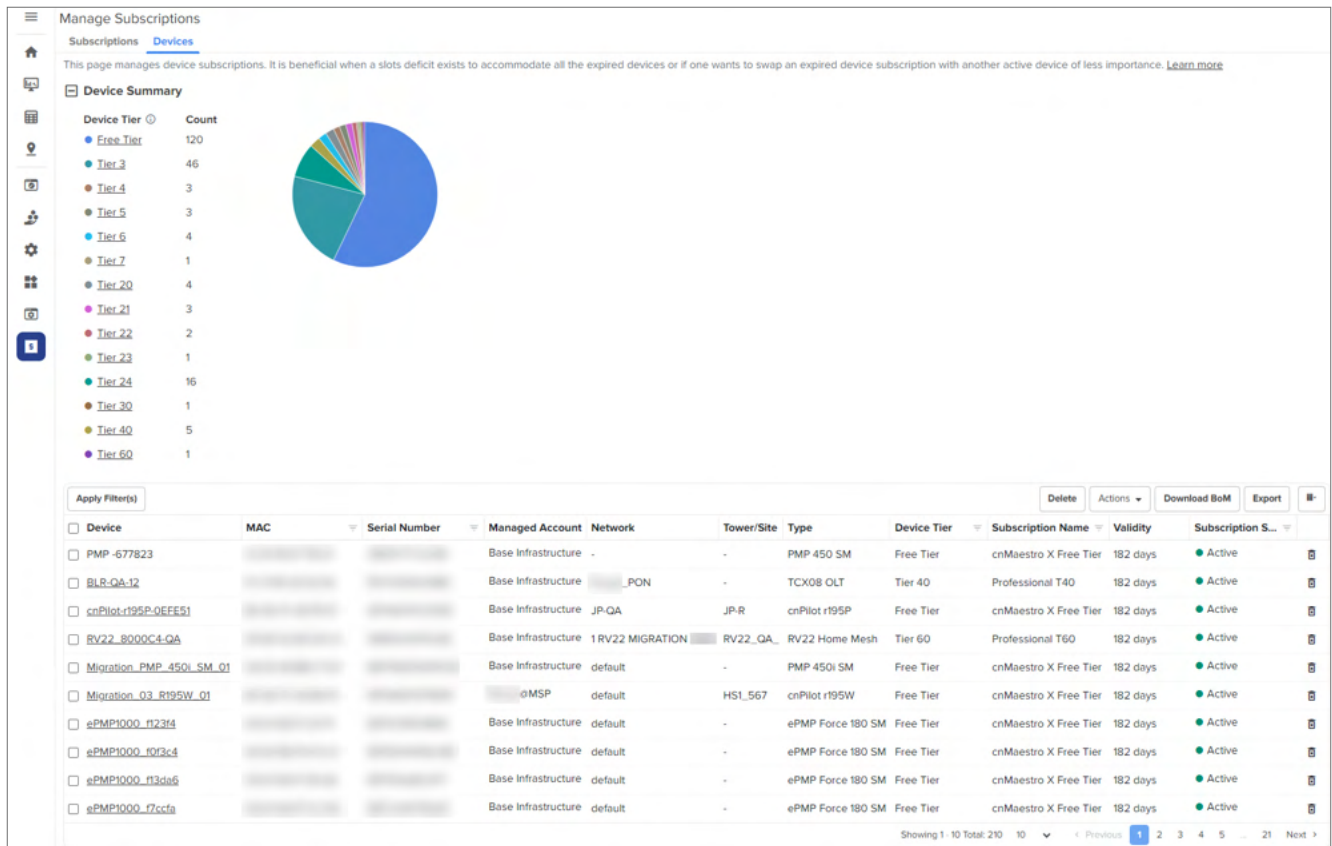 Manage Subscriptions
Subscriptions Devices
This page manages device subscriptions. It is beneficial when a slots deficit exists to accommodate all the expired devices or if one wants to swap an expired device subscription with another active device of less importance. Learn more
Device Summary
Device Tier Count
Free Tier 120
Tier 3 46
Tier 4 3
Tier 5 3
Tier 6 4
Tier 7 1
Tier 20 4
Tier 21 3
Tier 22 2
Tier 23 1
Tier 24 16
Tier 30 1
Tier 40 5
Tier 60 1
Apply Filter(s) Delete Actions Download BoM Export
Device MAC Serial Number Managed Account Network Tower/Site Type Device Tier Subscription Name Validity Subscription S...
PMP -677823 Base Infrastructure - - PMP 450 SM Free Tier cnMaestro X Free Tier 182 days Active
BLR-QA-12 Base Infrastructure _PON - TCX08 OLT Tier 40 Professional T40 182 days Active
cnPilot-r195P-0EFE51 Base Infrastructure JP-QA JP-R cnPilot r195P Free Tier cnMaestro X Free Tier 182 days Active
RV22_8000C4-QA Base Infrastructure 1 RV22 MIGRATION RV22_QA_ RV22 Home Mesh Tier 60 Professional T60 182 days Active
Migration_PMP_450i_SM_01 Base Infrastructure default - PMP 450i SM Free Tier cnMaestro X Free Tier 182 days Active
Migration_03_R195W_01 @MSP default HS1_567 cnPilot r195W Free Tier cnMaestro X Free Tier 182 days Active
ePMP1000_f123f4 Base Infrastructure default - ePMP Force 180 SM Free Tier cnMaestro X Free Tier 182 days Active
ePMP1000_f0f3c4 Base Infrastructure default - ePMP Force 180 SM Free Tier cnMaestro X Free Tier 182 days Active
ePMP1000_f13da6 Base Infrastructure default - ePMP Force 180 SM Free Tier cnMaestro X Free Tier 182 days Active
ePMP1000_f7ccfa Base Infrastructure default - ePMP Force 180 SM Free Tier cnMaestro X Free Tier 182 days Active
Showing 1 - 10 Total: 210 10 < Previous 1 2 3 4 5 ... 21 Next >